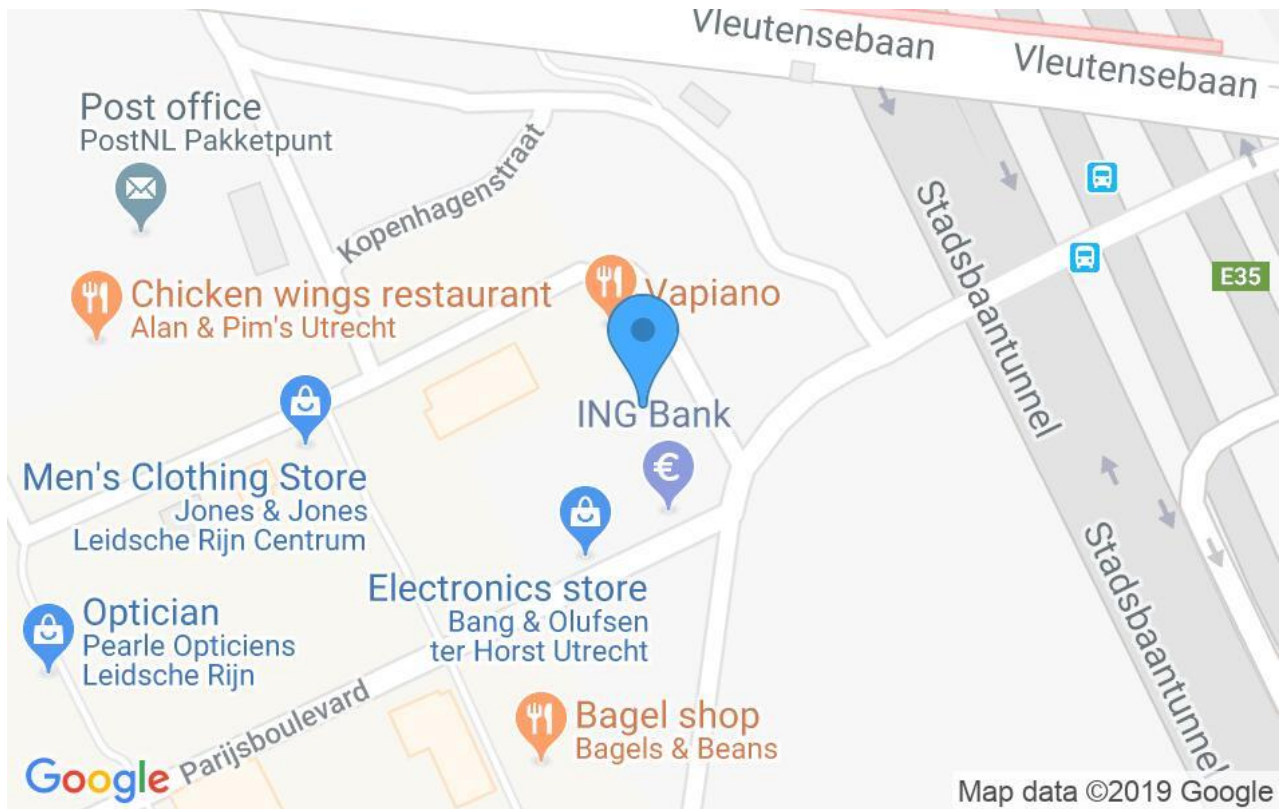 Vleutensebaan
Vleutensebaan
Post office
PostNL Pakketpunt
Kopenhagenstraat
Stadsbaantunnel
E35
Chicken wings restaurant
Alan & Pim's Utrecht
Vapiano
ING Bank
€
Men's Clothing Store
Jones & Jones
Leidsche Rijn Centrum
Electronics store
Bang & Olufsen
ter Horst Utrecht
Stadsbaantunnel
Optician
Pearle Opticiens
Leidsche Rijn
Parijsboulevard
Bagel shop
Bagels & Beans
Google
Map data ©2019 Google